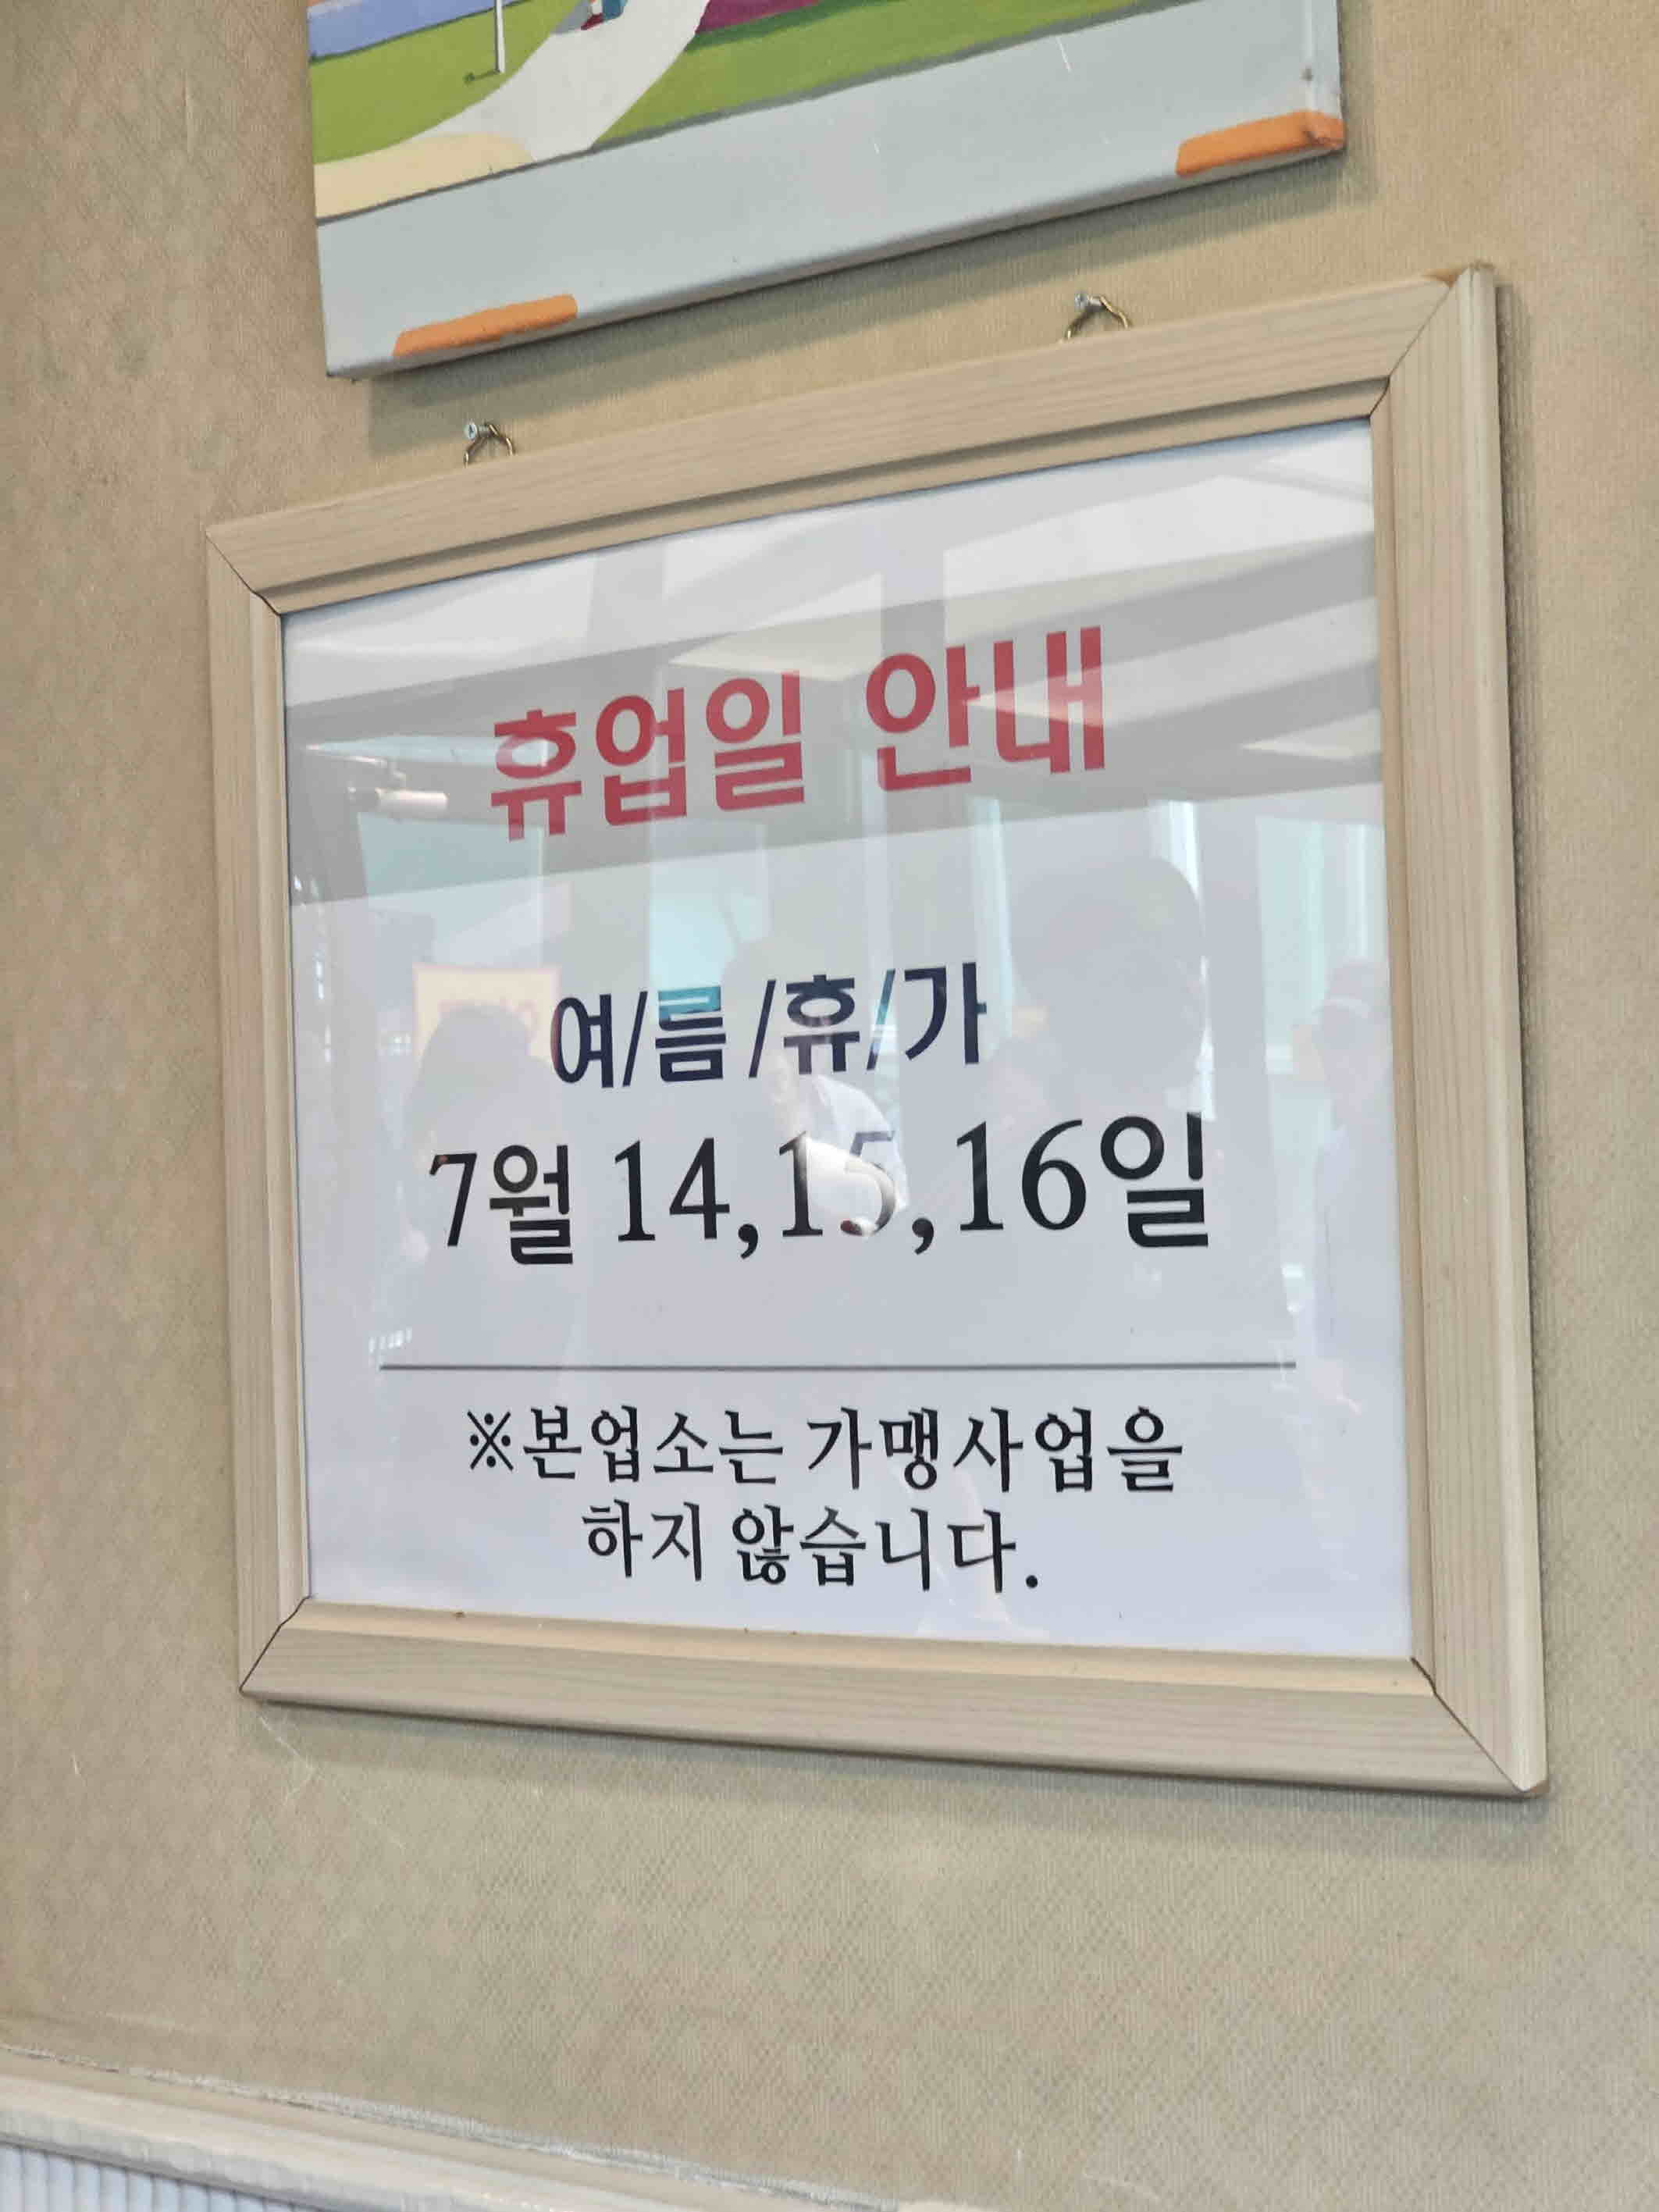 휴업일 안내
여/름/휴/가
7월 14,15,16일
※본업소는 가맹사업을
하지 않습니다.